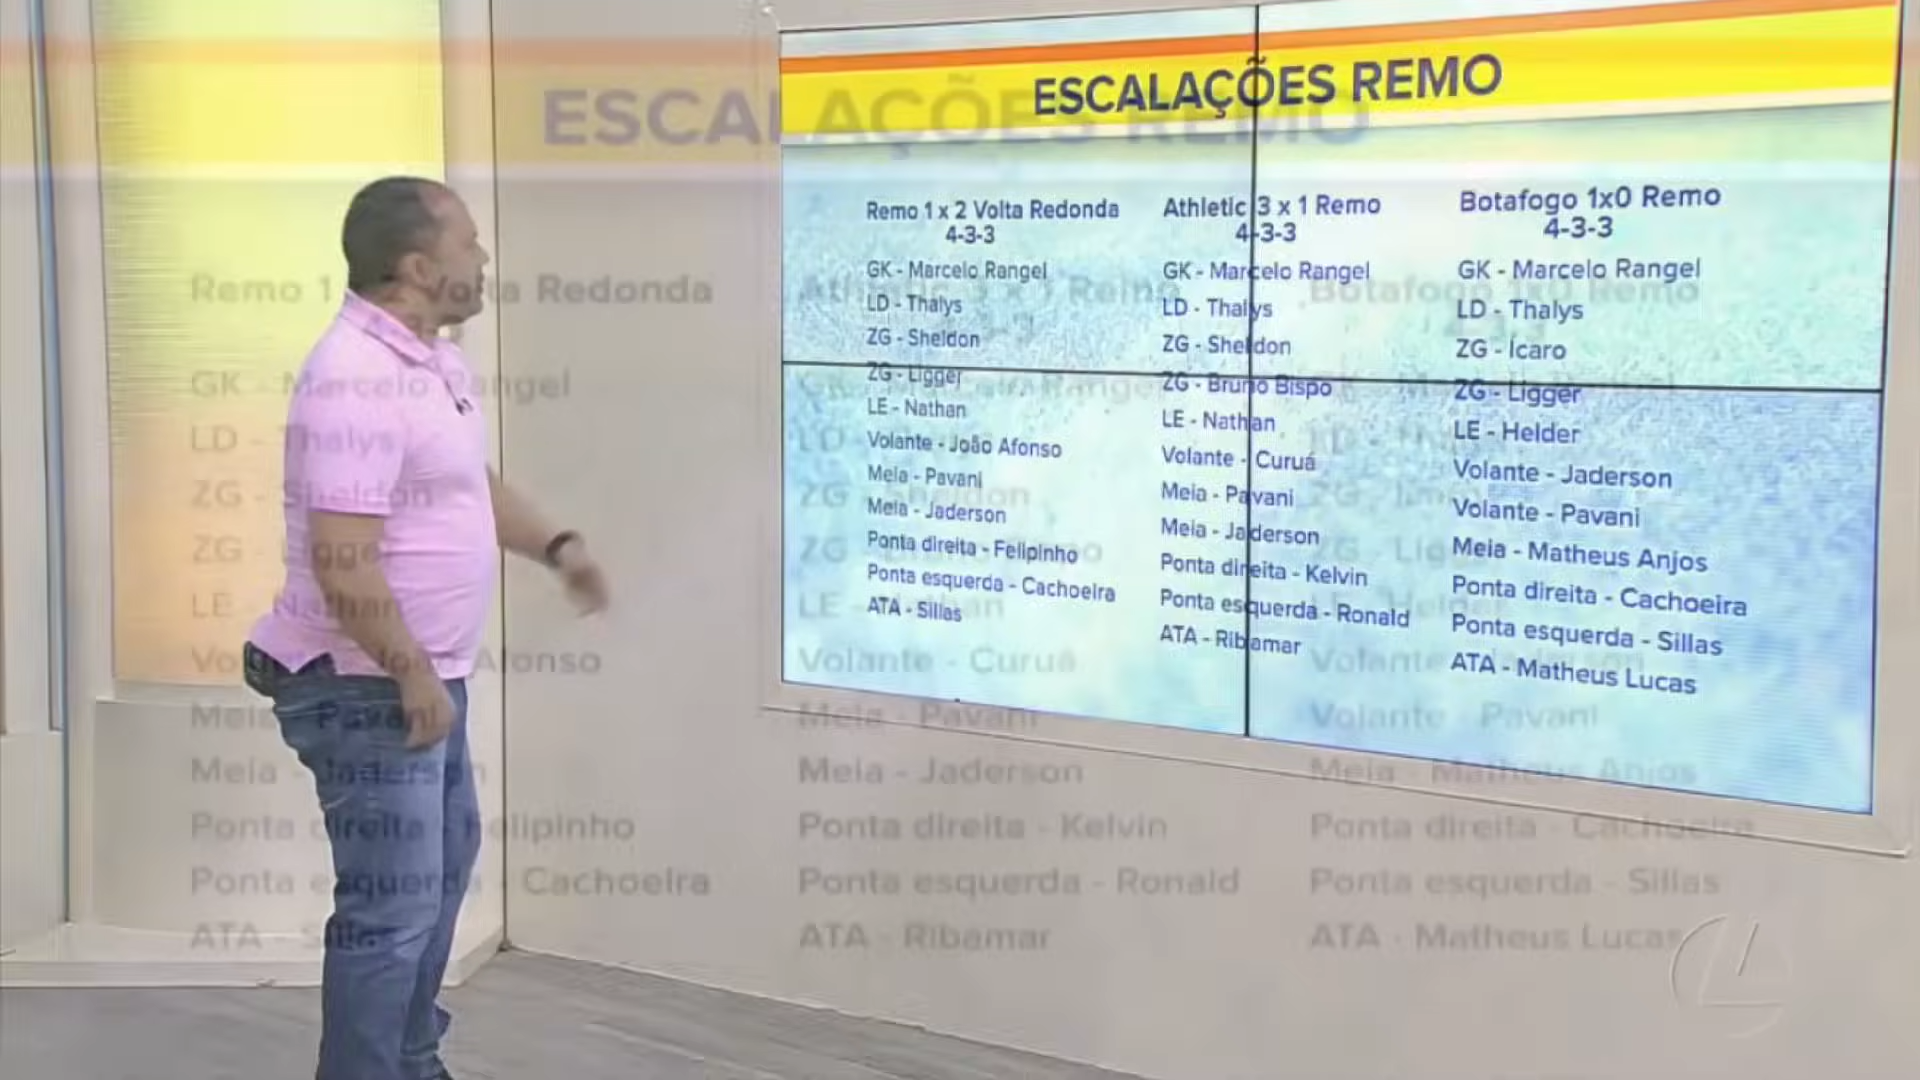 ESCALAÇÕES REMO
Remo 1 x 2 Volta Redonda
4-3-3
GK - Marcelo Rangel
LD - Thalys
ZG - Sheldon
ZG - Ligger
LE - Nathan
Volante - João Afonso
Meia - Pavani
Meia - Jaderson
Ponta direita - Felipinho
Ponta esquerda - Cachoeira
ATA - Sillas
Athletic 3 x 1 Remo
4-3-3
GK - Marcelo Rangel
LD - Thalys
ZG - Sheldon
ZG - Bruno Bispo
LE - Nathan
Volante - Curuá
Meia - Pavani
Meia - Jaderson
Ponta direita - Kelvin
Ponta esquerda - Ronald
ATA - Ribamar
Botafogo 1x0 Remo
4-3-3
GK - Marcelo Rangel
LD - Thalys
ZG - Ícaro
ZG - Ligger
LE - Helder
Volante - Jaderson
Volante - Pavani
Meia - Matheus Anjos
Ponta direita - Cachoeira
Ponta esquerda - Sillas
ATA - Matheus Lucas